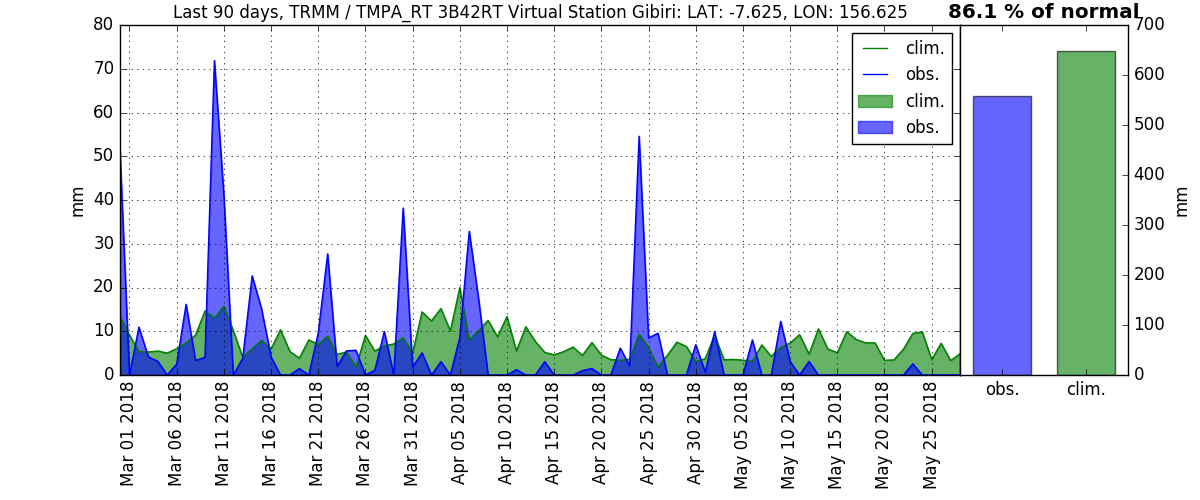 Last 90 days, TRMM / TMPA_RT 3B42RT Virtual Station Gibiri: LAT: -7.625, LON: 156.625
86.1 % of normal
80
70
60
50
40
30
20
10
0
mm
clim.
obs.
clim.
obs.
700
600
500
400
300
200
100
0
mm
obs.
clim.
Mar 01 2018
Mar 06 2018
Mar 11 2018
Mar 16 2018
Mar 21 2018
Mar 26 2018
Mar 31 2018
Apr 05 2018
Apr 10 2018
Apr 15 2018
Apr 20 2018
Apr 25 2018
Apr 30 2018
May 05 2018
May 10 2018
May 15 2018
May 20 2018
May 25 2018